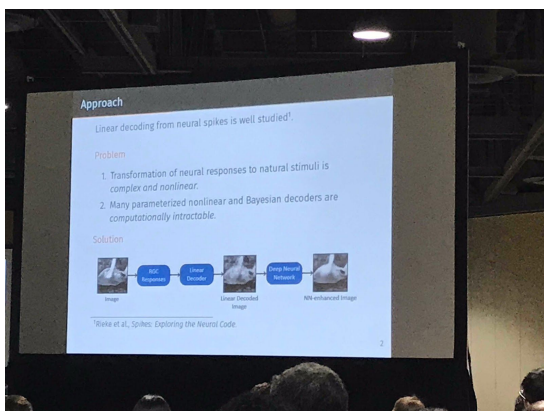 Approach
Linear decoding from neural spikes is well studied¹.
Problem
1. Transformation of neural responses to natural stimuli is
complex and nonlinear.
2. Many parameterized nonlinear and Bayesian decoders are
computationally intractable.
Solution
Image
RGC
Responses
Linear
Decoder
Linear Decoded
Image
Deep Neural
Network
NN-enhanced Image
¹Rieke et al., Spikes: Exploring the Neural Code.
2